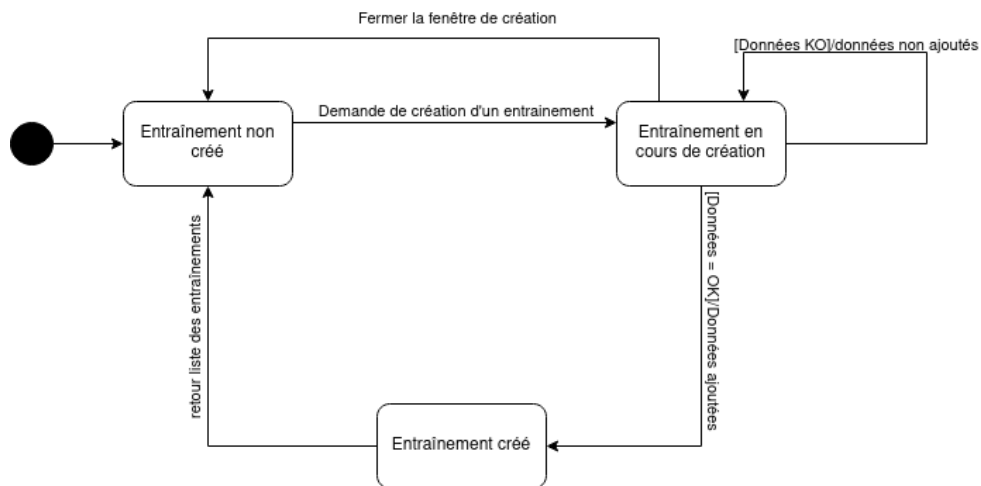 Fermer la fenêtre de création
[Données KO]/données non ajoutés
Demande de création d'un entrainement
Entraînement non
créé
Entraînement en
cours de création
retour liste des entraînements
[Données = OK]/Données ajoutées
Entraînement créé